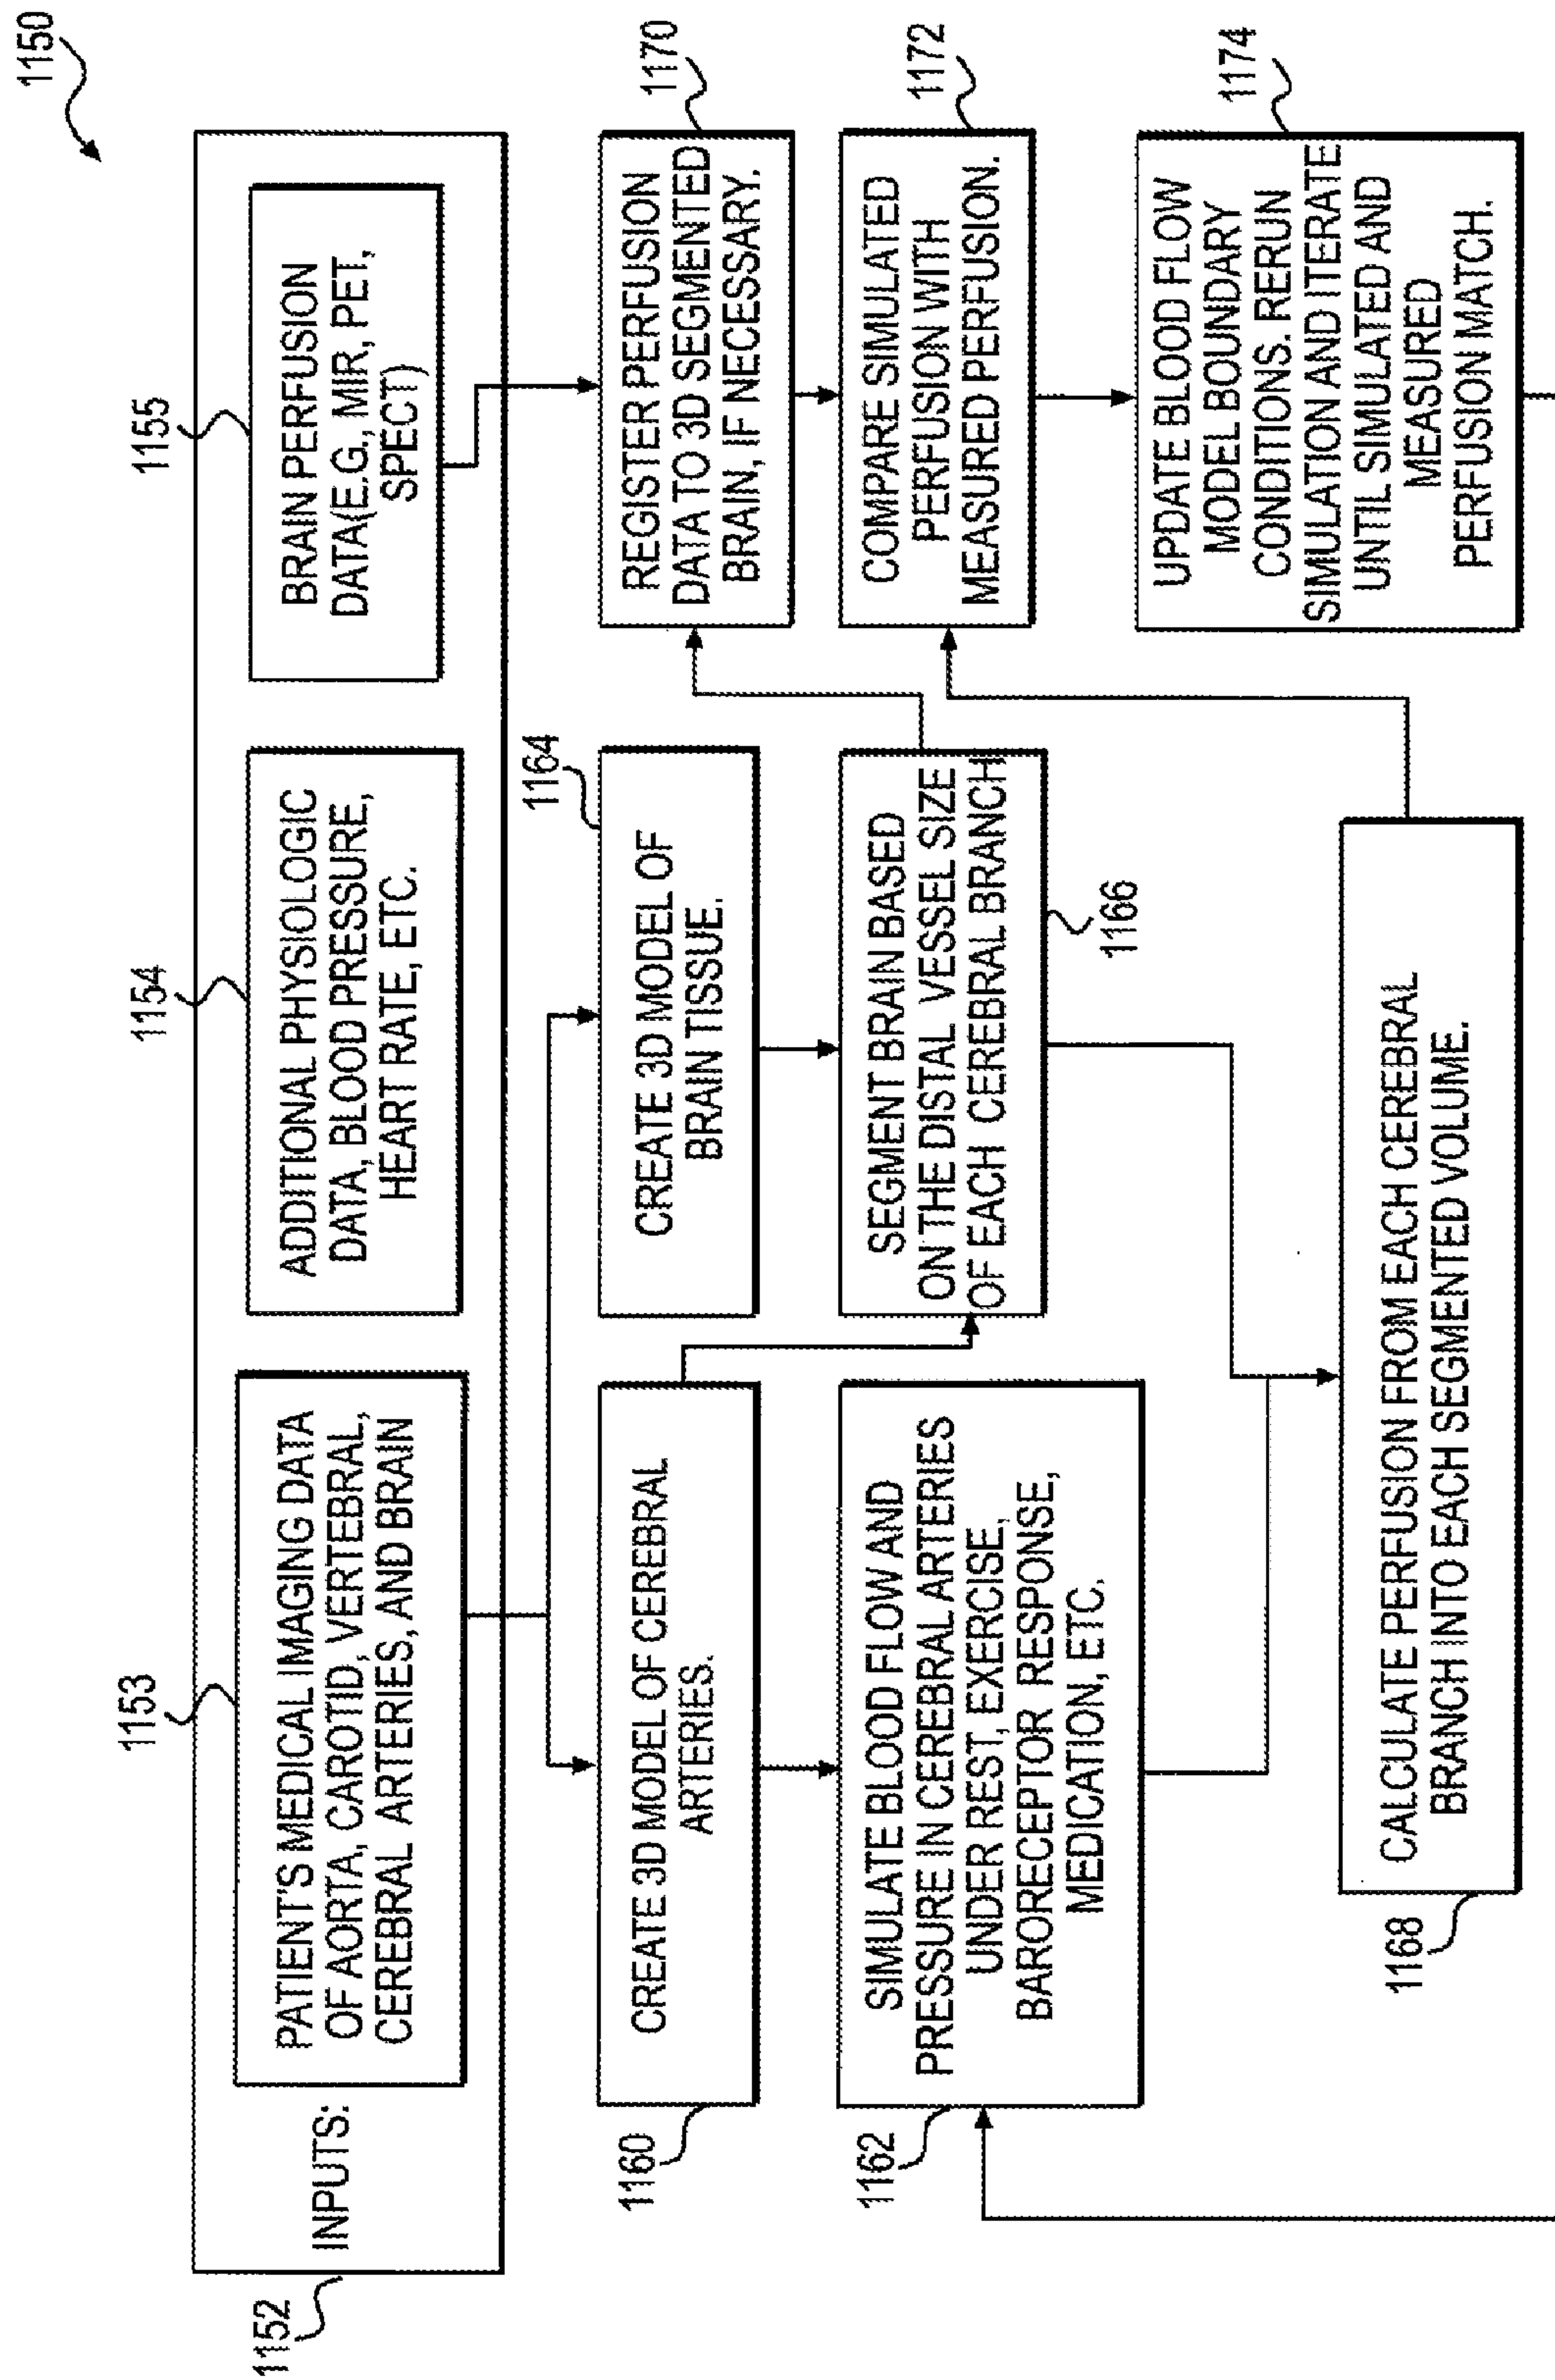 1150
1152
INPUTS:
1153
PATIENT'S MEDICAL IMAGING DATA
OF AORTA, CAROTID, VERTEBRAL,
CEREBRAL ARTERIES, AND BRAIN
1154
ADDITIONAL PHYSIOLOGIC
DATA, BLOOD PRESSURE,
HEART RATE, ETC.
1155
BRAIN PERFUSION
DATA(E.G., MIR, PET,
SPECT)
1160
CREATE 3D MODEL OF CEREBRAL
ARTERIES.
1164
CREATE 3D MODEL OF
BRAIN TISSUE.
REGISTER PERFUSION
DATA TO 3D SEGMENTED
BRAIN, IF NECESSARY.
1170
1162
SIMULATE BLOOD FLOW AND
PRESSURE IN CEREBRAL ARTERIES
UNDER REST, EXERCISE,
BARORECEPTOR RESPONSE,
MEDICATION, ETC.
SEGMENT BRAIN BASED
ON THE DISTAL VESSEL SIZE
OF EACH CEREBRAL BRANCH
1166
COMPARE SIMULATED
PERFUSION WITH
MEASURED PERFUSION.
1172
1168
CALCULATE PERFUSION FROM EACH CEREBRAL
BRANCH INTO EACH SEGMENTED VOLUME.
UPDATE BLOOD FLOW
MODEL BOUNDARY
CONDITIONS. RERUN
SIMULATION AND ITERATE
UNTIL SIMULATED AND
MEASURED
PERFUSION MATCH.
1174